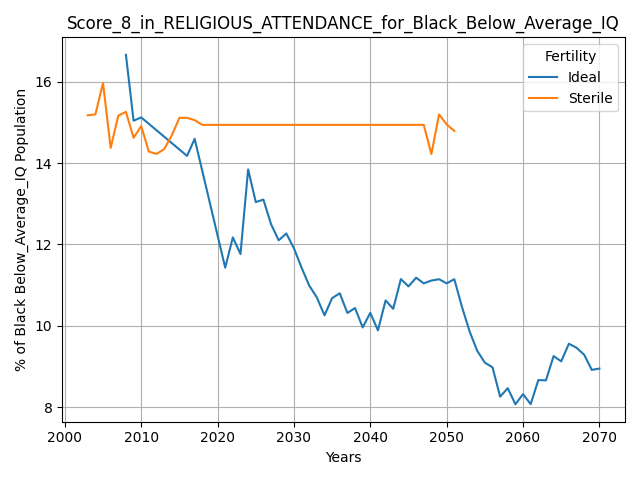 Score_8_in_RELIGIOUS_ATTENDANCE_for_Black_Below_Average_IQ
Fertility
Ideal
Sterile
% of Black Below_Average_IQ Population
16
14
12
10
8
2000 2010 2020 2030 2040 2050 2060 2070
Years